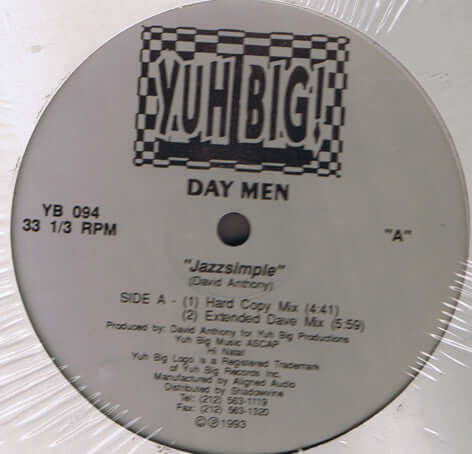 YUH BIG!
DAY MEN
YB 094
33 1/3 RPM
"A"
"Jazzsimple"
(David Anthony)
SIDE A - (1) Hard Copy Mix (4:41)
(2) Extended Dave Mix (5:59)
Produced by: David Anthony for Yuh Big Productions
Yuh Big Music ASCAP
Hi Natal
Yuh Big Logo is a Registered Trademark
of Yuh Big Records Inc.
Manufactured by Aligned Audio
Distributed by Shadowvine
Tel: (212) 563-1119
Fax: (212) 563-1320
©℗1993